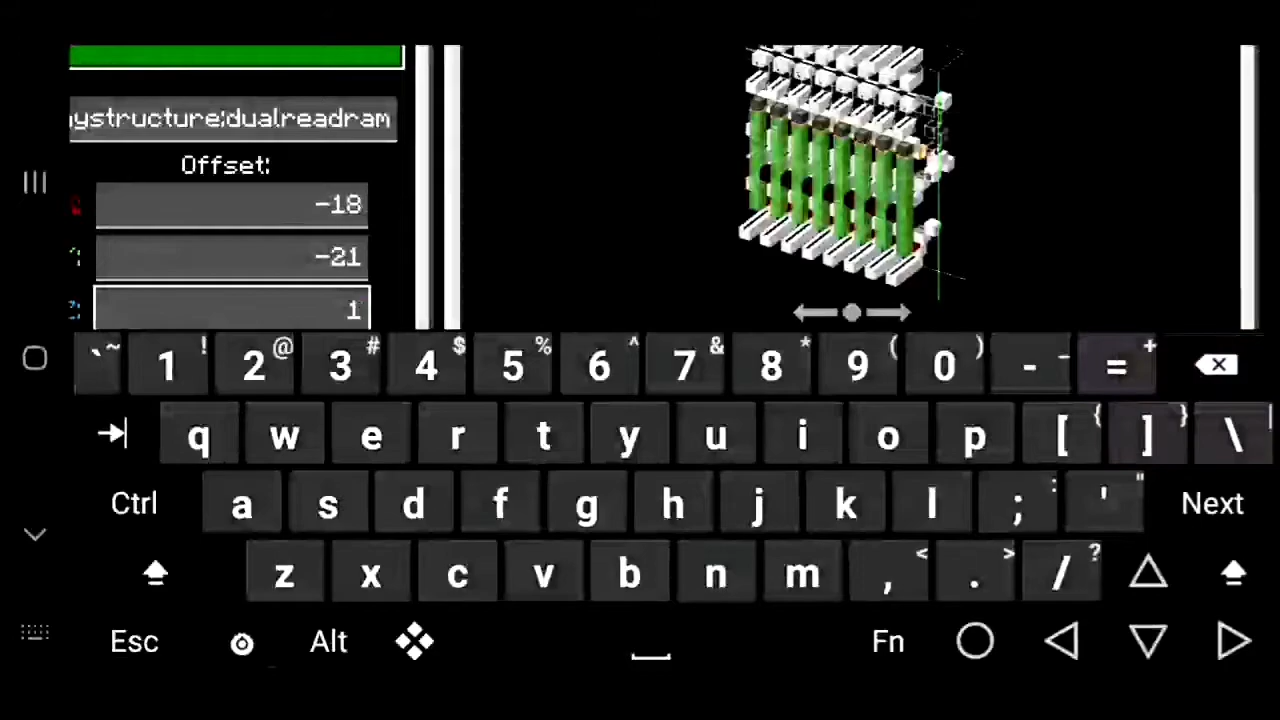 ystructure:dualreadram
Offset:
-18
-21
Z: 1
` ~ 1 ! 2 @ 3 # 4 $ 5 % 6 ^ 7 & 8 * 9 ( 0 ) - _ = +
q w e r t y u i o p [ { ] } \ |
Ctrl a s d f g h j k l ; : ' " Next
z x c v b n m , < . > / ?
Esc Alt Fn